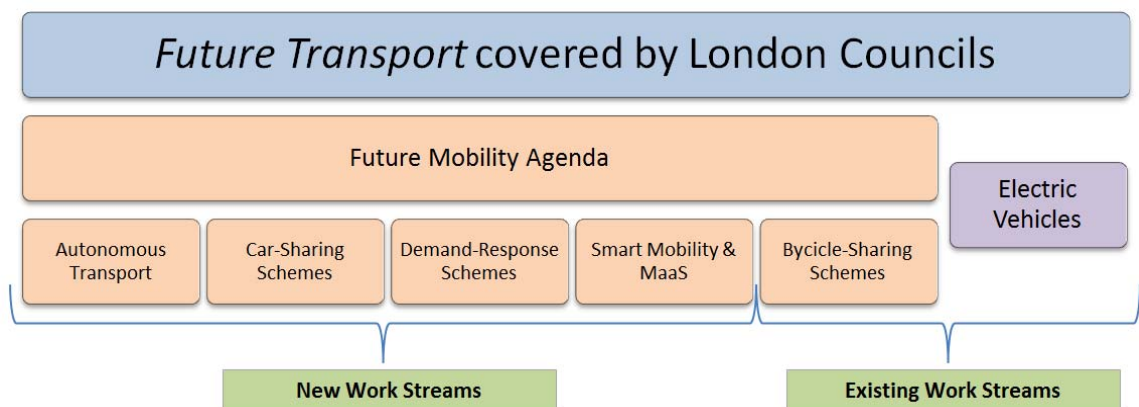 Future Transport covered by London Councils
Future Mobility Agenda
Electric
Vehicles
Autonomous
Transport
Car-Sharing
Schemes
Demand-Response
Schemes
Smart Mobility &
MaaS
Bycicle-Sharing
Schemes
New Work Streams
Existing Work Streams